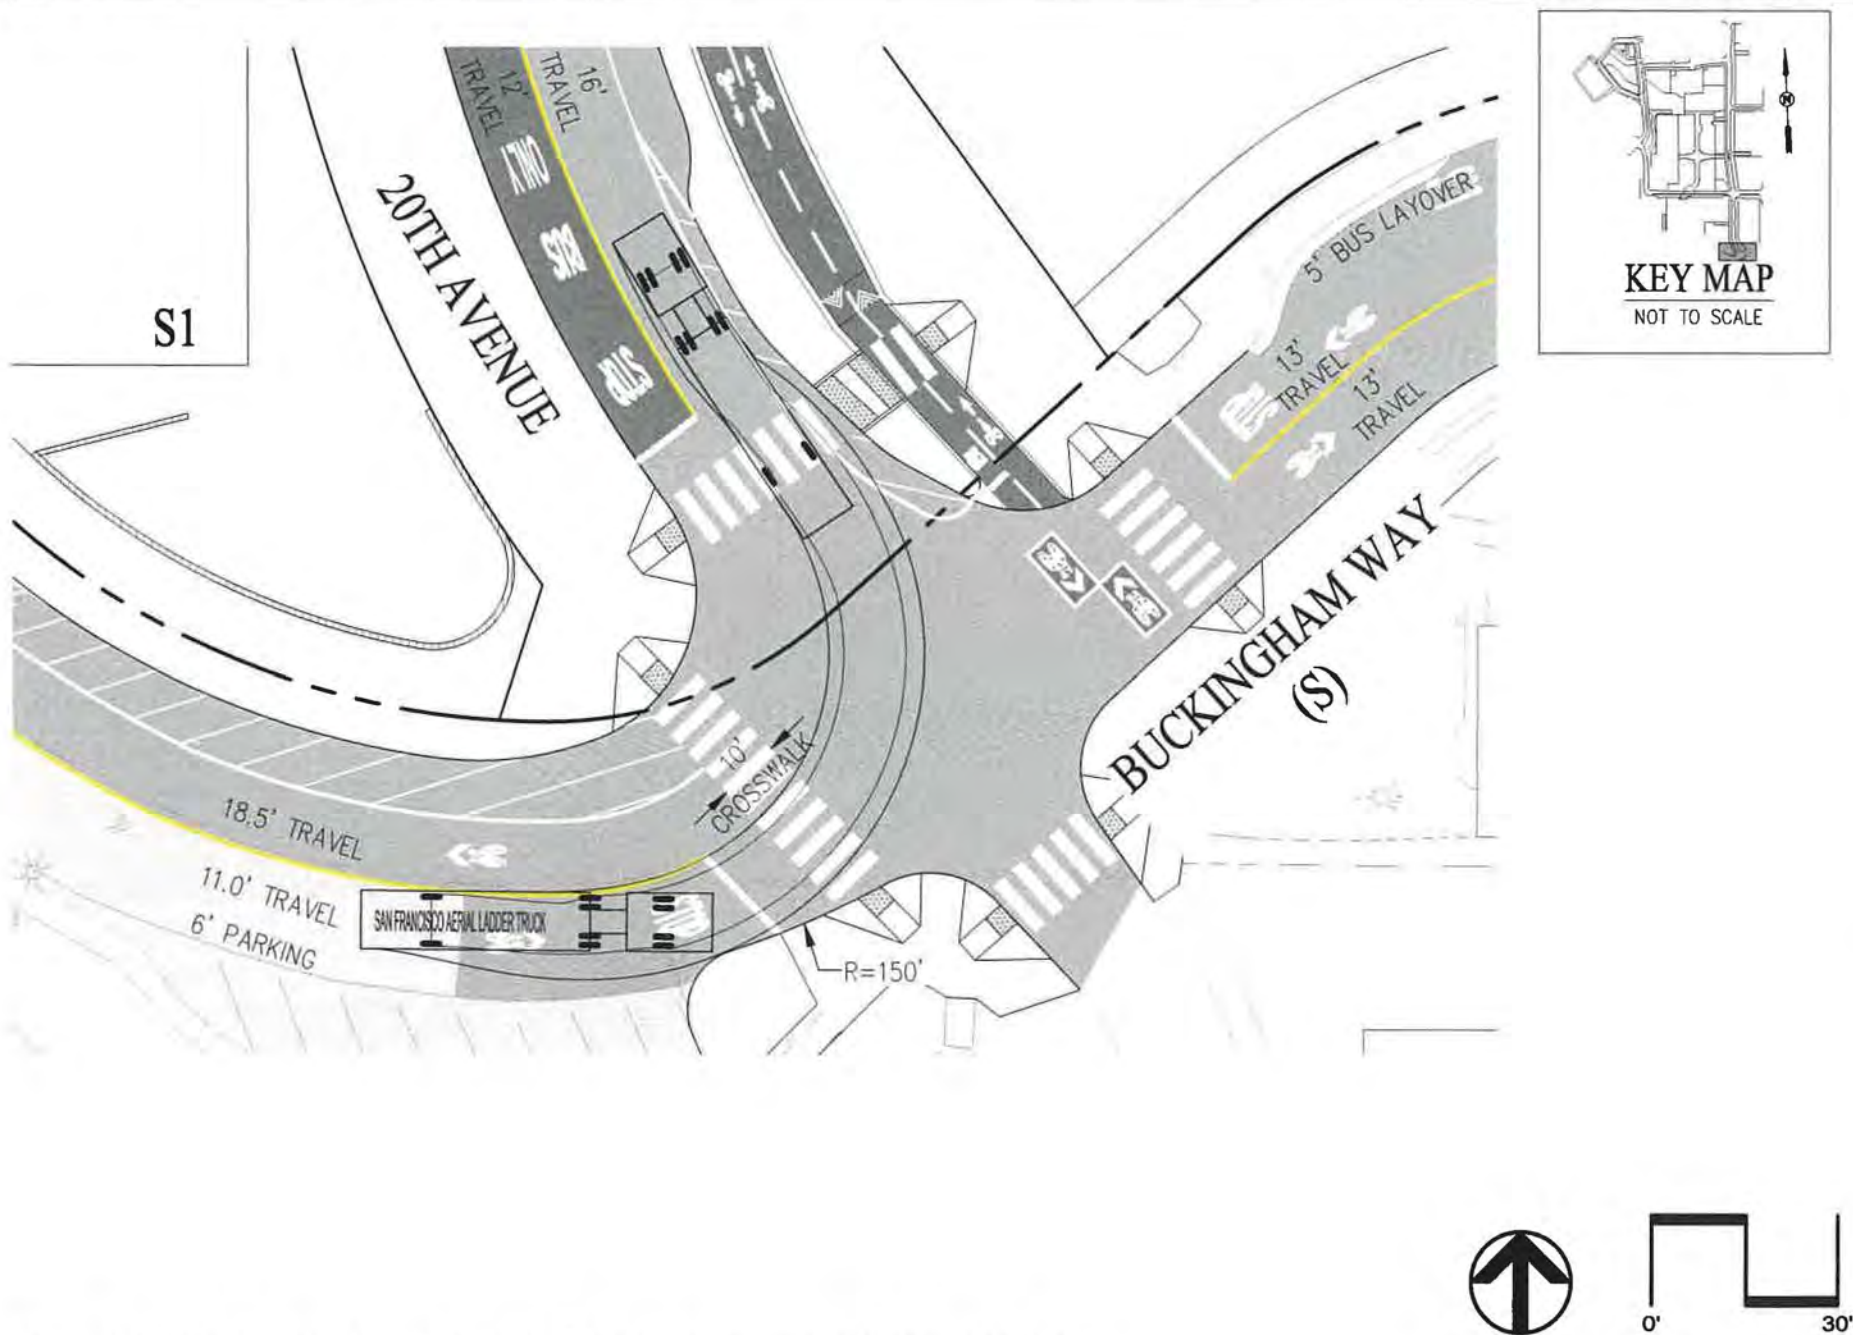 16'
TRAVEL
12'
TRAVEL
ONLY
BUS
STOP
20TH AVENUE
S1
5' BUS LAYOVER
13'
TRAVEL
13'
TRAVEL
STOP
KEY MAP
NOT TO SCALE
N
BUCKINGHAM WAY
(S)
10'
CROSSWALK
18.5' TRAVEL
11.0' TRAVEL
6' PARKING
SAN FRANCISCO AERIAL LADDER TRUCK
STOP
R=150'
0'
30'